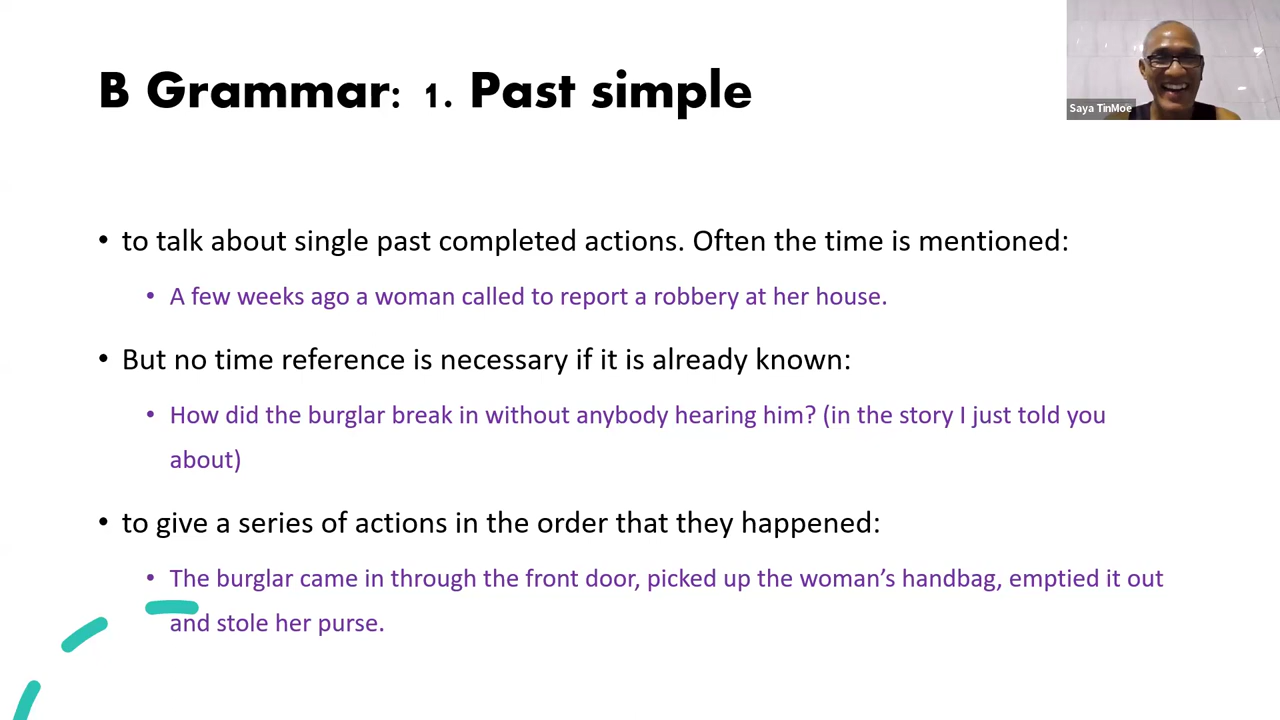 B Grammar: 1. Past simple
Saya TinMoe
• to talk about single past completed actions. Often the time is mentioned:
• A few weeks ago a woman called to report a robbery at her house.
• But no time reference is necessary if it is already known:
• How did the burglar break in without anybody hearing him? (in the story I just told you
about)
• to give a series of actions in the order that they happened:
• The burglar came in through the front door, picked up the woman’s handbag, emptied it out
and stole her purse.